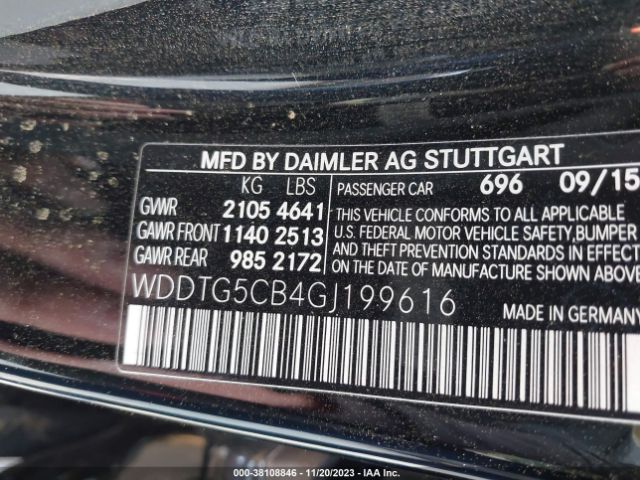 MFD BY DAIMLER AG STUTTGART
KG LBS
GVWR 2105 4641
GAWR FRONT 1140 2513
GAWR REAR 985 2172
PASSENGER CAR 696 09/15
THIS VEHICLE CONFORMS TO ALL APPLICABLE
U.S. FEDERAL MOTOR VEHICLE SAFETY, BUMPER
AND THEFT PREVENTION STANDARDS IN EFFECT
ON THE DATE OF MANUFACTURE SHOWN ABOVE
WDDTG5CB4GJ199616
MADE IN GERMANY
000-38108846 - 11/20/2023 - IAA Inc.